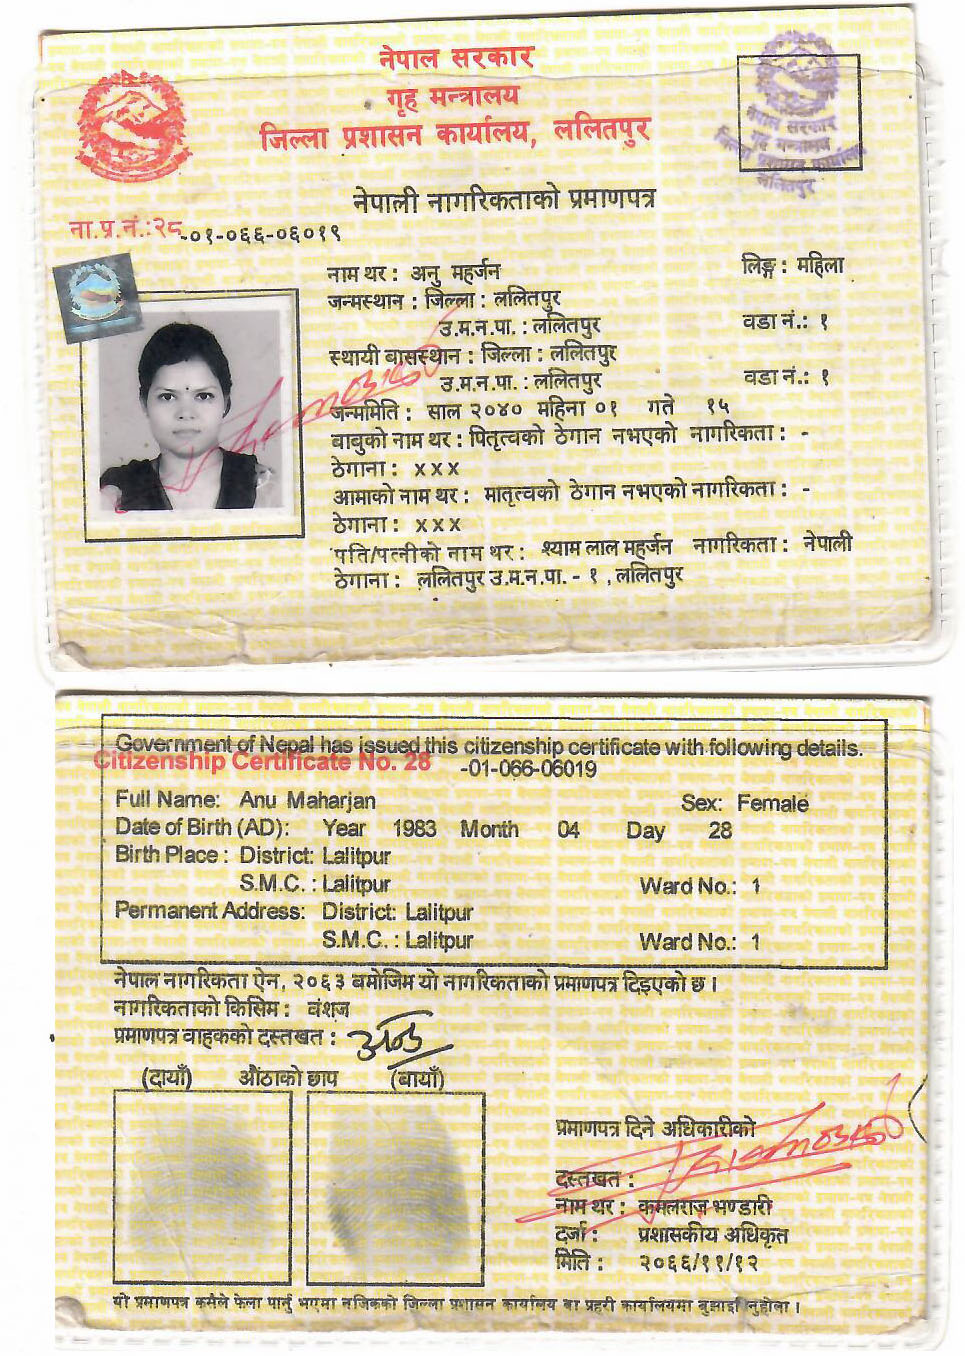 नेपाल सरकार
गृह मन्त्रालय
जिल्ला प्रशासन कार्यालय, ललितपुर
नेपाल सरकार
गृह मन्त्रालय
जिल्ला प्रशासन कार्यालय
ललितपुर
नेपाली नागरिकताको प्रमाणपत्र
ना.प्र.नं.:२८-०१-०६६-०६०१९
नाम थर : अनु महर्जन लिङ्ग : महिला
जन्मस्थान : जिल्ला : ललितपुर
उ.म.न.पा. : ललितपुर वडा नं.: १
स्थायी बासस्थान : जिल्ला : ललितपुर
उ.म.न.पा. : ललितपुर वडा नं.: १
जन्ममिति : साल २०४० महिना ०१ गते १५
बाबुको नाम थर : पितृत्वको ठेगान नभएको नागरिकता : -
ठेगाना : x x x
आमाको नाम थर : मातृत्वको ठेगान नभएको नागरिकता : -
ठेगाना : x x x
पति/पत्नीको नाम थर : श्याम लाल महर्जन नागरिकता : नेपाली
ठेगाना : ललितपुर उ.म.न.पा. - १ , ललितपुर
Government of Nepal has issued this citizenship certificate with following details.
Citizenship Certificate No. 28 -01-066-06019
Full Name: Anu Maharjan Sex: Female
Date of Birth (AD): Year 1983 Month 04 Day 28
Birth Place : District: Lalitpur
S.M.C. : Lalitpur Ward No.: 1
Permanent Address: District: Lalitpur
S.M.C. : Lalitpur Ward No.: 1
नेपाल नागरिकता ऐन, २०६३ बमोजिम यो नागरिकताको प्रमाणपत्र दिइएको छ ।
नागरिकताको किसिम : वंशज
प्रमाणपत्र वाहकको दस्तखत :
(दायाँ) औंठाको छाप (बायाँ)
प्रमाणपत्र दिने अधिकारीको
दस्तखत :
नाम थर : कमलराज भण्डारी
दर्जा : प्रशासकीय अधिकृत
मिति : २०६६/११/१२
यो प्रमाणपत्र कसैले फेला पार्नु भएमा नजिकको जिल्ला प्रशासन कार्यालय वा प्रहरी कार्यालयमा बुझाई दिनुहोला ।